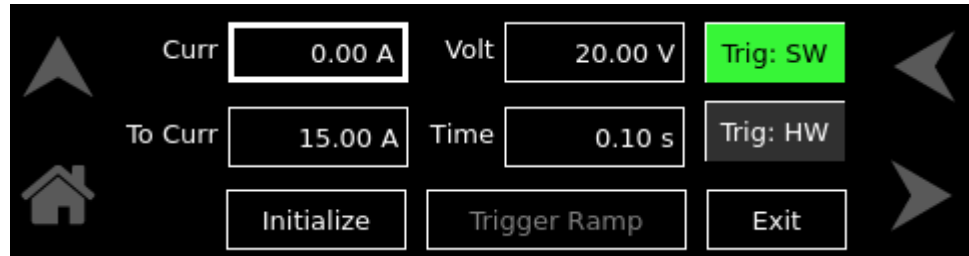 Curr 0.00 A Volt 20.00 V Trig: SW
To Curr 15.00 A Time 0.10 s Trig: HW
Initialize Trigger Ramp Exit